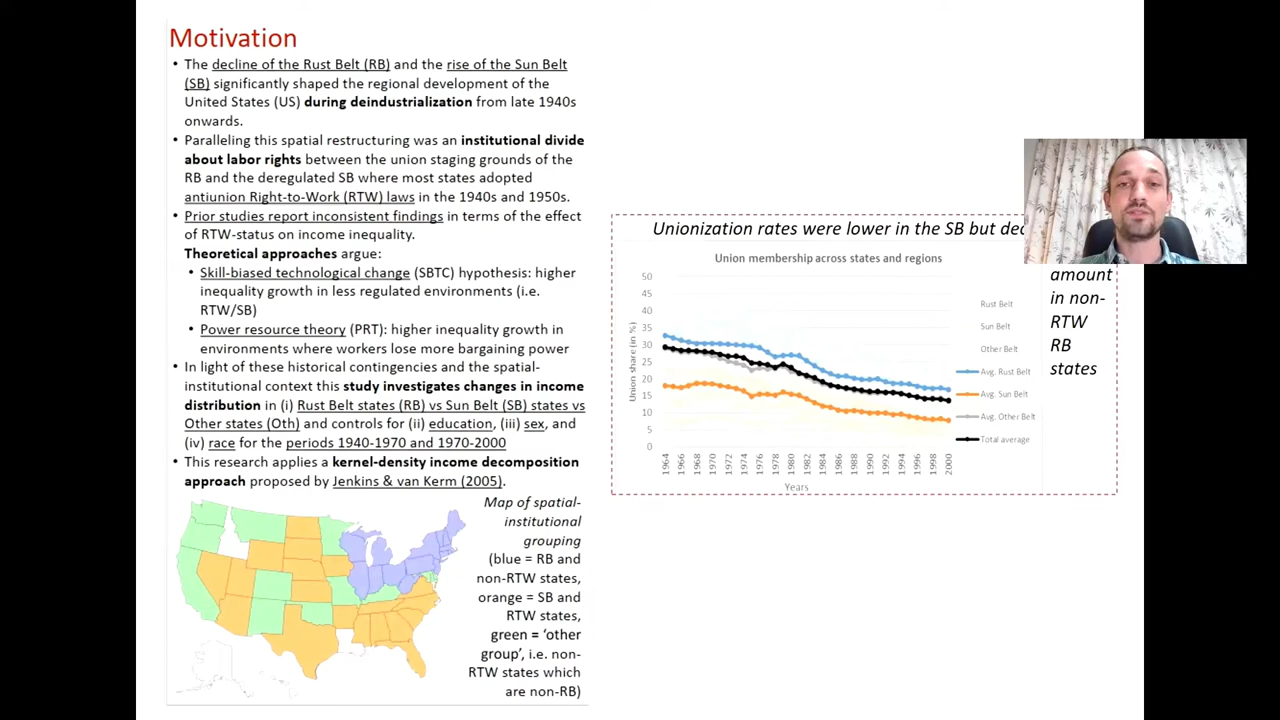 Motivation
• The decline of the Rust Belt (RB) and the rise of the Sun Belt
(SB) significantly shaped the regional development of the
United States (US) during deindustrialization from late 1940s
onwards.
• Paralleling this spatial restructuring was an institutional divide
about labor rights between the union staging grounds of the
RB and the deregulated SB where most states adopted
antiunion Right-to-Work (RTW) laws in the 1940s and 1950s.
• Prior studies report inconsistent findings in terms of the effect
of RTW-status on income inequality.
Theoretical approaches argue:
• Skill-biased technological change (SBTC) hypothesis: higher
inequality growth in less regulated environments (i.e.
RTW/SB)
• Power resource theory (PRT): higher inequality growth in
environments where workers lose more bargaining power
• In light of these historical contingencies and the spatial-
institutional context this study investigates changes in income
distribution in (i) Rust Belt states (RB) vs Sun Belt (SB) states vs
Other states (Oth) and controls for (ii) education, (iii) sex, and
(iv) race for the periods 1940-1970 and 1970-2000
• This research applies a kernel-density income decomposition
approach proposed by Jenkins & van Kerm (2005).
Map of spatial-
institutional
grouping
(blue = RB and
non-RTW states,
orange = SB and
RTW states,
green = 'other
group', i.e. non-
RTW states which
are non-RB)
Unionization rates were lower in the SB but
amount
in non-
RTW
RB
states
Union membership across states and regions
Union share (in %)
50
45
40
35
30
25
20
15
10
5
0
1964
1966
1968
1970
1972
1974
1976
1978
1980
1982
1984
1986
1988
1990
1992
1994
1996
1998
2000
Years
Rust Belt
Sun Belt
Other Belt
Avg. Rust Belt
Avg. Sun Belt
Avg. Other Belt
Total average